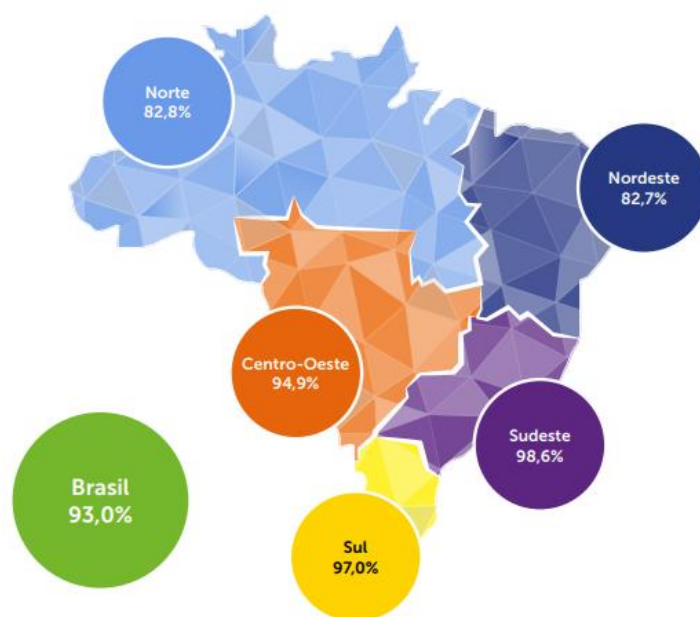 Norte
82,8%
Nordeste
82,7%
Centro-Oeste
94,9%
Sudeste
98,6%
Brasil
93,0%
Sul
97,0%